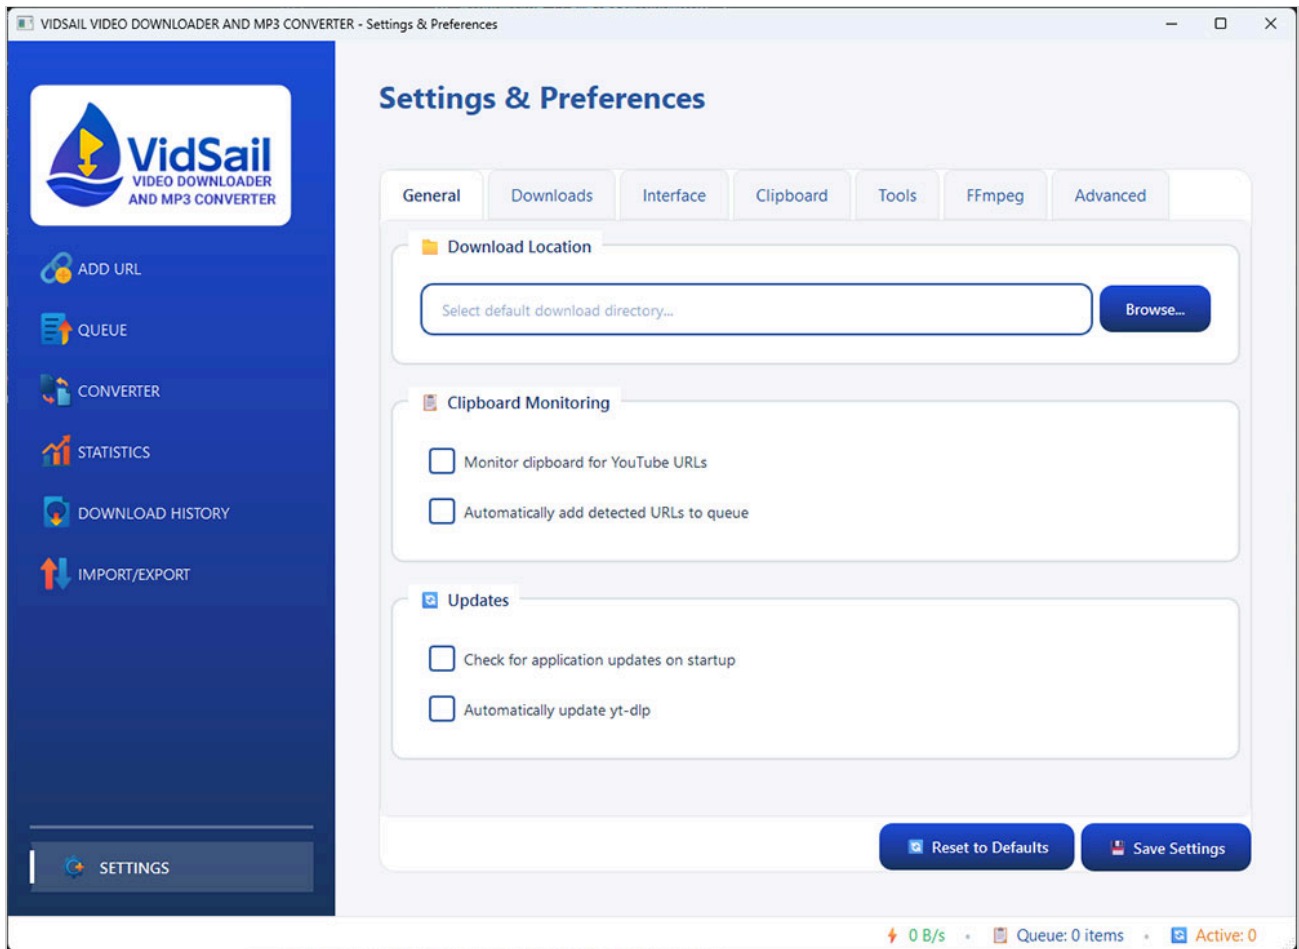 VIDSAIL VIDEO DOWNLOADER AND MP3 CONVERTER - Settings & Preferences
VidSail
VIDEO DOWNLOADER
AND MP3 CONVERTER
ADD URL
QUEUE
CONVERTER
STATISTICS
DOWNLOAD HISTORY
IMPORT/EXPORT
SETTINGS
Settings & Preferences
General Downloads Interface Clipboard Tools FFmpeg Advanced
Download Location
Select default download directory...
Browse...
Clipboard Monitoring
Monitor clipboard for YouTube URLs
Automatically add detected URLs to queue
Updates
Check for application updates on startup
Automatically update yt-dlp
Reset to Defaults Save Settings
0 B/s • Queue: 0 items • Active: 0